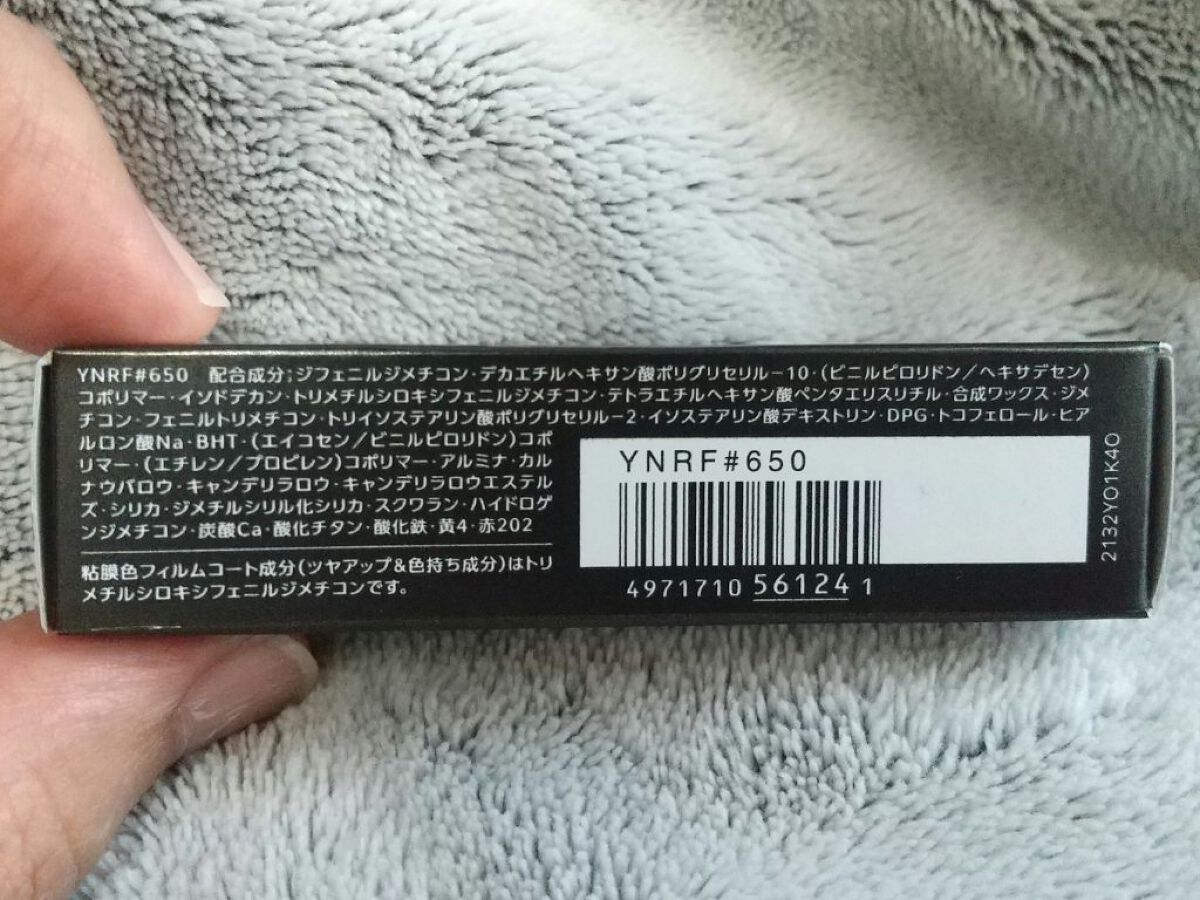 YNRF#650 配合成分;ジフェニルジメチコン・デカエチルヘキサン酸ポリグリセリル-10・(ビニルピロリドン/ヘキサデセン)
コポリマー・イソドデカン・トリメチルシロキシフェニルジメチコン・テトラエチルヘキサン酸ペンタエリスリチル・合成ワックス・ジメ
チコン・フェニルトリメチコン・トリイソステアリン酸ポリグリセリル-2・イソステアリン酸デキストリン・DPG・トコフェロール・ヒア
ルロン酸Na・BHT・(エイコセン/ビニルピロリドン)コポ
リマー・(エチレン/プロピレン)コポリマー・アルミナ・カル
ナウバロウ・キャンデリラロウ・キャンデリラロウエステル
ズ・シリカ・ジメチルシリル化シリカ・スクワラン・ハイドロゲ
ンジメチコン・炭酸Ca・酸化チタン・酸化鉄・黄4・赤202
粘膜色フィルムコート成分(ツヤアップ&色持ち成分)はトリ
メチルシロキシフェニルジメチコンです。
YNRF#650
4971710 56124 1
2132YO1K4O